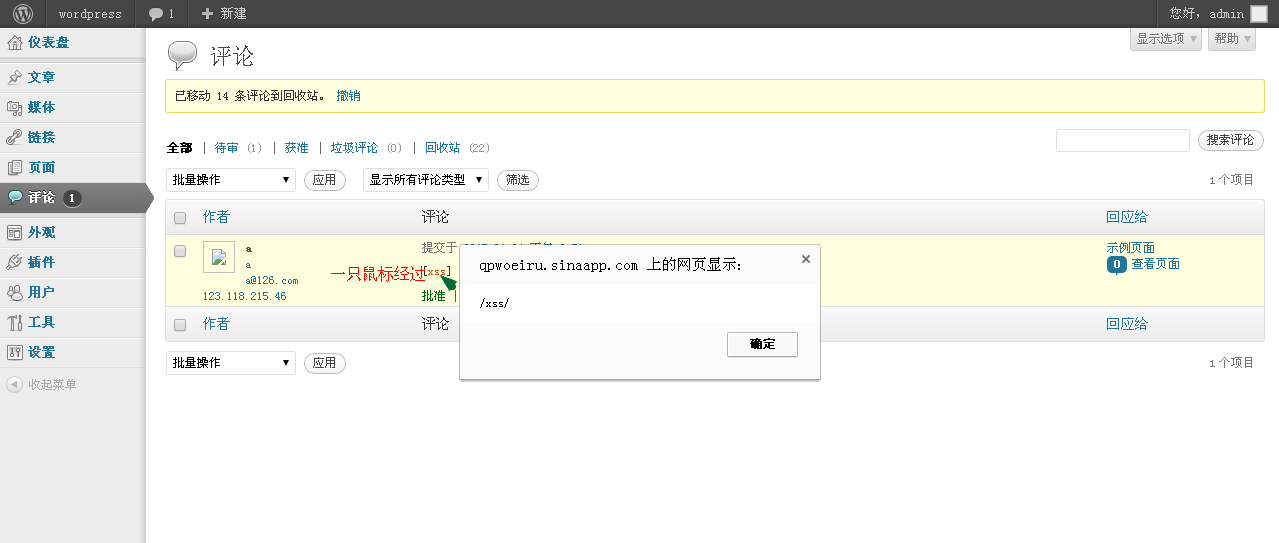 wordpress 1 新建 您好，admin
仪表盘
文章
媒体
链接
页面
评论 1
外观
插件
用户
工具
设置
收起菜单
显示选项 帮助
评论
已移动 14 条评论到回收站。 撤销
全部 | 待审 (1) | 获准 | 垃圾评论 (0) | 回收站 (22)
搜索评论
批量操作 应用 显示所有评论类型 筛选 1 个项目
作者 评论 回应给
a
a
a@126.com
123.118.215.46
提交于
一只鼠标经过
[xss]
批准 |
示例页面
0 查看页面
qpwoeiru.sinaapp.com 上的网页显示:
/xss/
确定
作者 评论 回应给
批量操作 应用 1 个项目